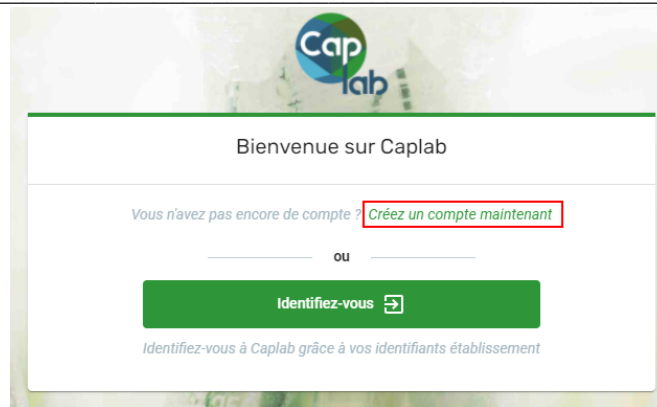 Cap
lab
Bienvenue sur Caplab
Vous n'avez pas encore de compte ? Créez un compte maintenant
ou
Identifiez-vous
Identifiez-vous à Caplab grâce à vos identifiants établissement